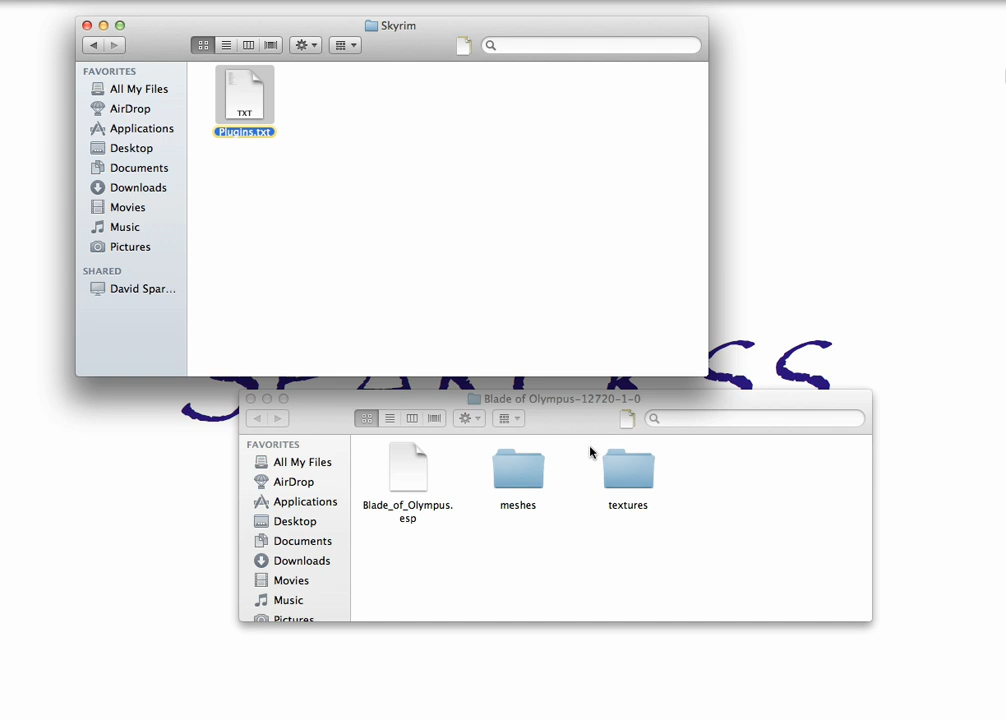 Skyrim
FAVORITES
All My Files
AirDrop
Applications
Desktop
Documents
Downloads
Movies
Music
Pictures
SHARED
David Spar...
TXT
Plugins.txt
Blade of Olympus-12720-1-0
FAVORITES
All My Files
AirDrop
Applications
Desktop
Documents
Downloads
Movies
Music
Pictures
Blade_of_Olympus.
esp
meshes
textures